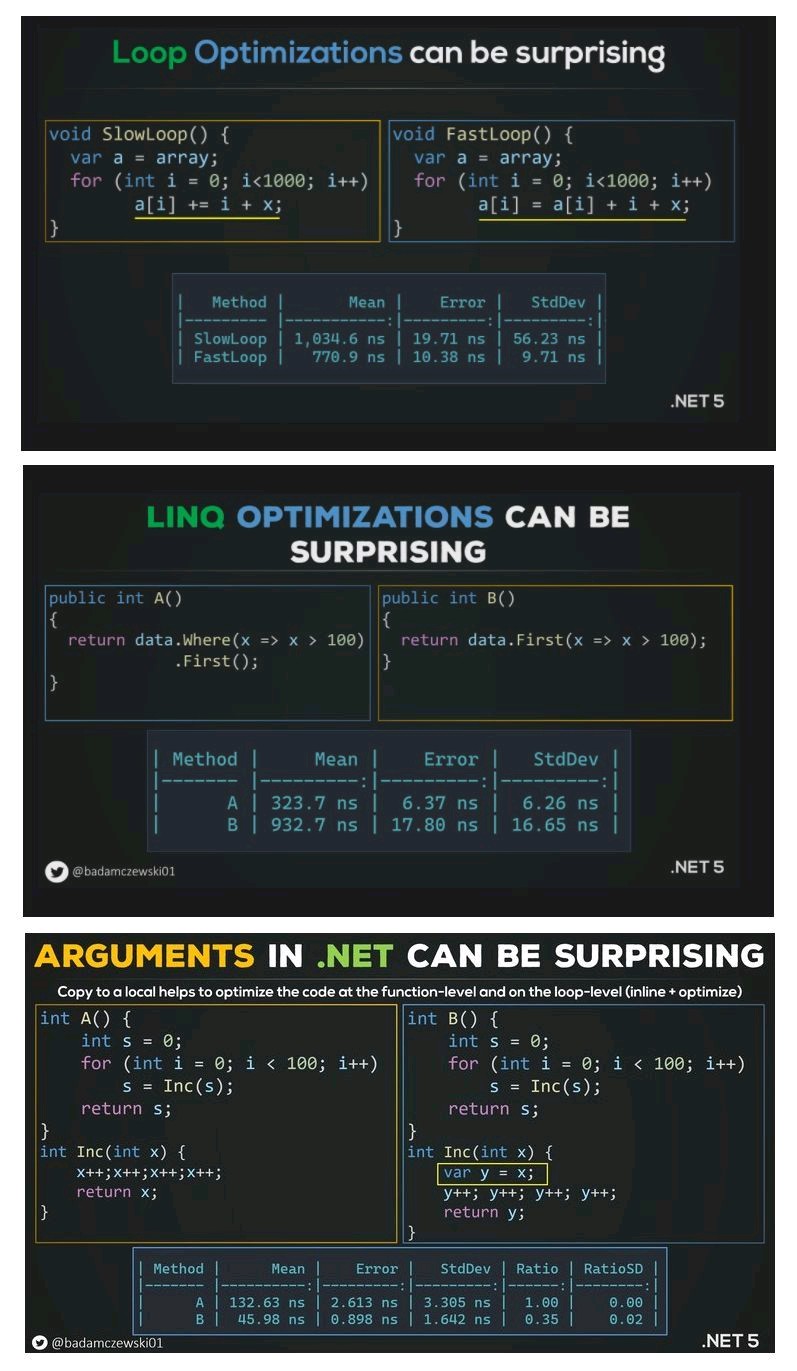 Loop Optimizations can be surprising
void SlowLoop() {
  var a = array;
  for (int i = 0; i<1000; i++)
        a[i] += i + x;
}
void FastLoop() {
  var a = array;
  for (int i = 0; i<1000; i++)
        a[i] = a[i] + i + x;
}
|   Method |       Mean |    Error |   StdDev |
|--------- |-----------:|---------:|---------:|
| SlowLoop | 1,034.6 ns | 19.71 ns | 56.23 ns |
| FastLoop |   770.9 ns | 10.38 ns |  9.71 ns |
.NET 5
LINQ OPTIMIZATIONS CAN BE
SURPRISING
public int A()
{
  return data.Where(x => x > 100)
             .First();
}
public int B()
{
  return data.First(x => x > 100);
}
| Method |     Mean |    Error |   StdDev |
|------- |---------:|---------:|---------:|
|      A | 323.7 ns |  6.37 ns |  6.26 ns |
|      B | 932.7 ns | 17.80 ns | 16.65 ns |
@badamczewski01
.NET 5
ARGUMENTS IN .NET CAN BE SURPRISING
Copy to a local helps to optimize the code at the function-level and on the loop-level (inline + optimize)
int A() {
    int s = 0;
    for (int i = 0; i < 100; i++)
        s = Inc(s);
    return s;
}
int Inc(int x) {
    x++;x++;x++;x++;
    return x;
}
int B() {
    int s = 0;
    for (int i = 0; i < 100; i++)
        s = Inc(s);
    return s;
}
int Inc(int x) {
    var y = x;
    y++; y++; y++; y++;
    return y;
}
| Method |      Mean |    Error |   StdDev | Ratio | RatioSD |
|------- |----------:|---------:|---------:|------:|--------:|
|      A | 132.63 ns | 2.613 ns | 3.305 ns |  1.00 |    0.00 |
|      B |  45.98 ns | 0.898 ns | 1.642 ns |  0.35 |    0.02 |
@badamczewski01
.NET 5